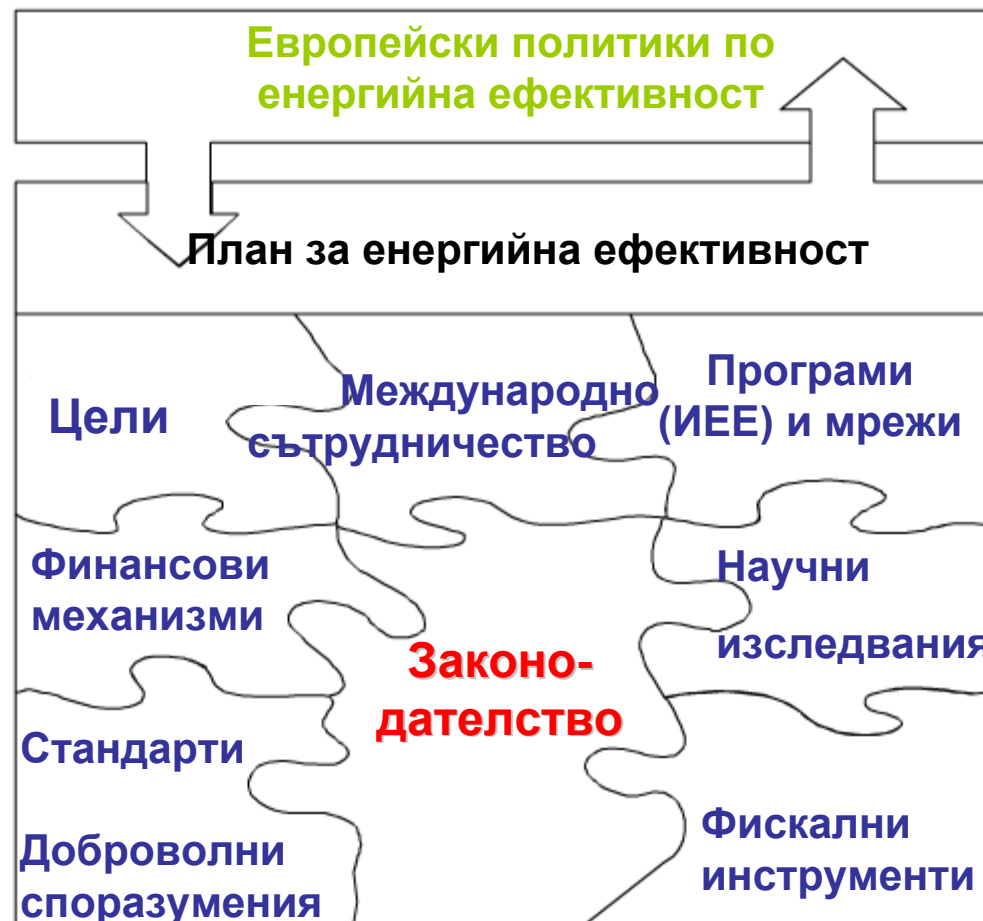 Европейски политики по
енергийна ефективност
План за енергийна ефективност
Цели
Международно
сътрудничество
Програми
(ИЕЕ) и мрежи
Финансови
механизми
Законо-
дателство
Научни
изследвания
Стандарти
Доброволни
споразумения
Фискални
инструменти